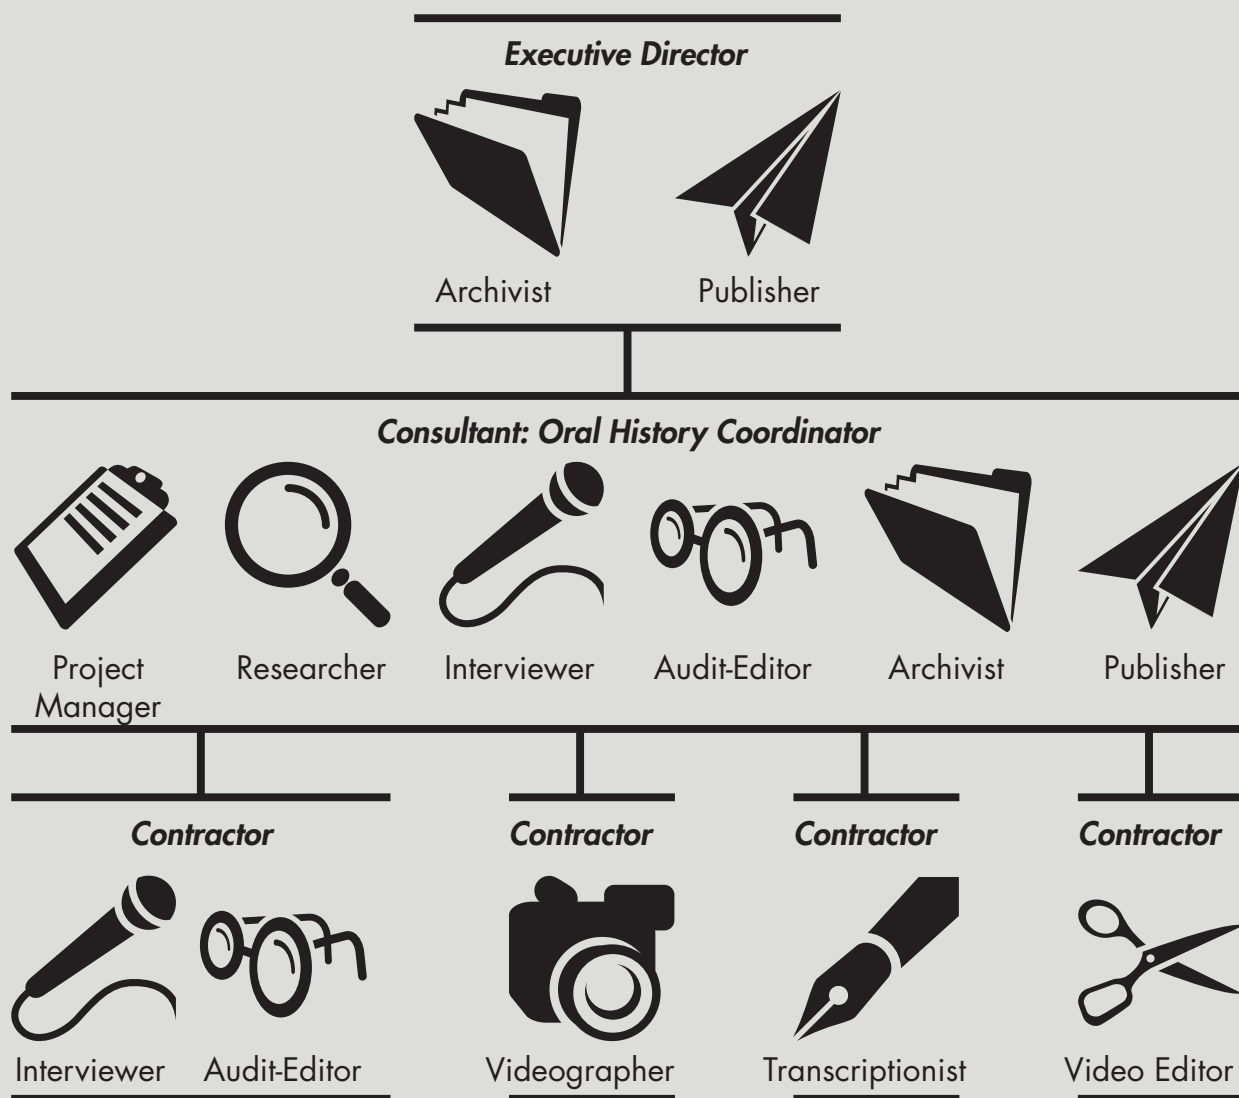 Executive Director
Archivist
Publisher
Consultant: Oral History Coordinator
Project
Manager
Researcher
Interviewer
Audit-Editor
Archivist
Publisher
Contractor
Contractor
Contractor
Contractor
Interviewer
Audit-Editor
Videographer
Transcriptionist
Video Editor